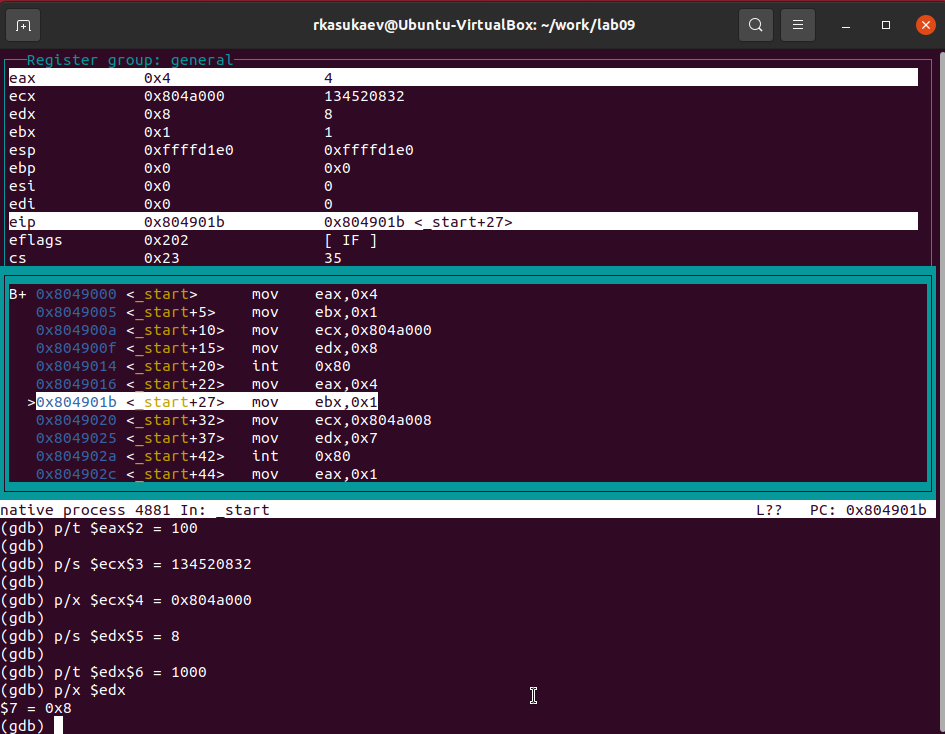 rkasukaev@Ubuntu-VirtualBox: ~/work/lab09
Register group: general
eax 0x4 4
ecx 0x804a000 134520832
edx 0x8 8
ebx 0x1 1
esp 0xffffd1e0 0xffffd1e0
ebp 0x0 0x0
esi 0x0 0
edi 0x0 0
eip 0x804901b 0x804901b <_start+27>
eflags 0x202 [ IF ]
cs 0x23 35
B+ 0x8049000 <_start> mov eax,0x4
0x8049005 <_start+5> mov ebx,0x1
0x804900a <_start+10> mov ecx,0x804a000
0x804900f <_start+15> mov edx,0x8
0x8049014 <_start+20> int 0x80
0x8049016 <_start+22> mov eax,0x4
>0x804901b <_start+27> mov ebx,0x1
0x8049020 <_start+32> mov ecx,0x804a008
0x8049025 <_start+37> mov edx,0x7
0x804902a <_start+42> int 0x80
0x804902c <_start+44> mov eax,0x1
native process 4881 In: _start L?? PC: 0x804901b
(gdb) p/t $eax$2 = 100
(gdb)
(gdb) p/s $ecx$3 = 134520832
(gdb)
(gdb) p/x $ecx$4 = 0x804a000
(gdb)
(gdb) p/s $edx$5 = 8
(gdb)
(gdb) p/t $edx$6 = 1000
(gdb) p/x $edx
$7 = 0x8
(gdb)